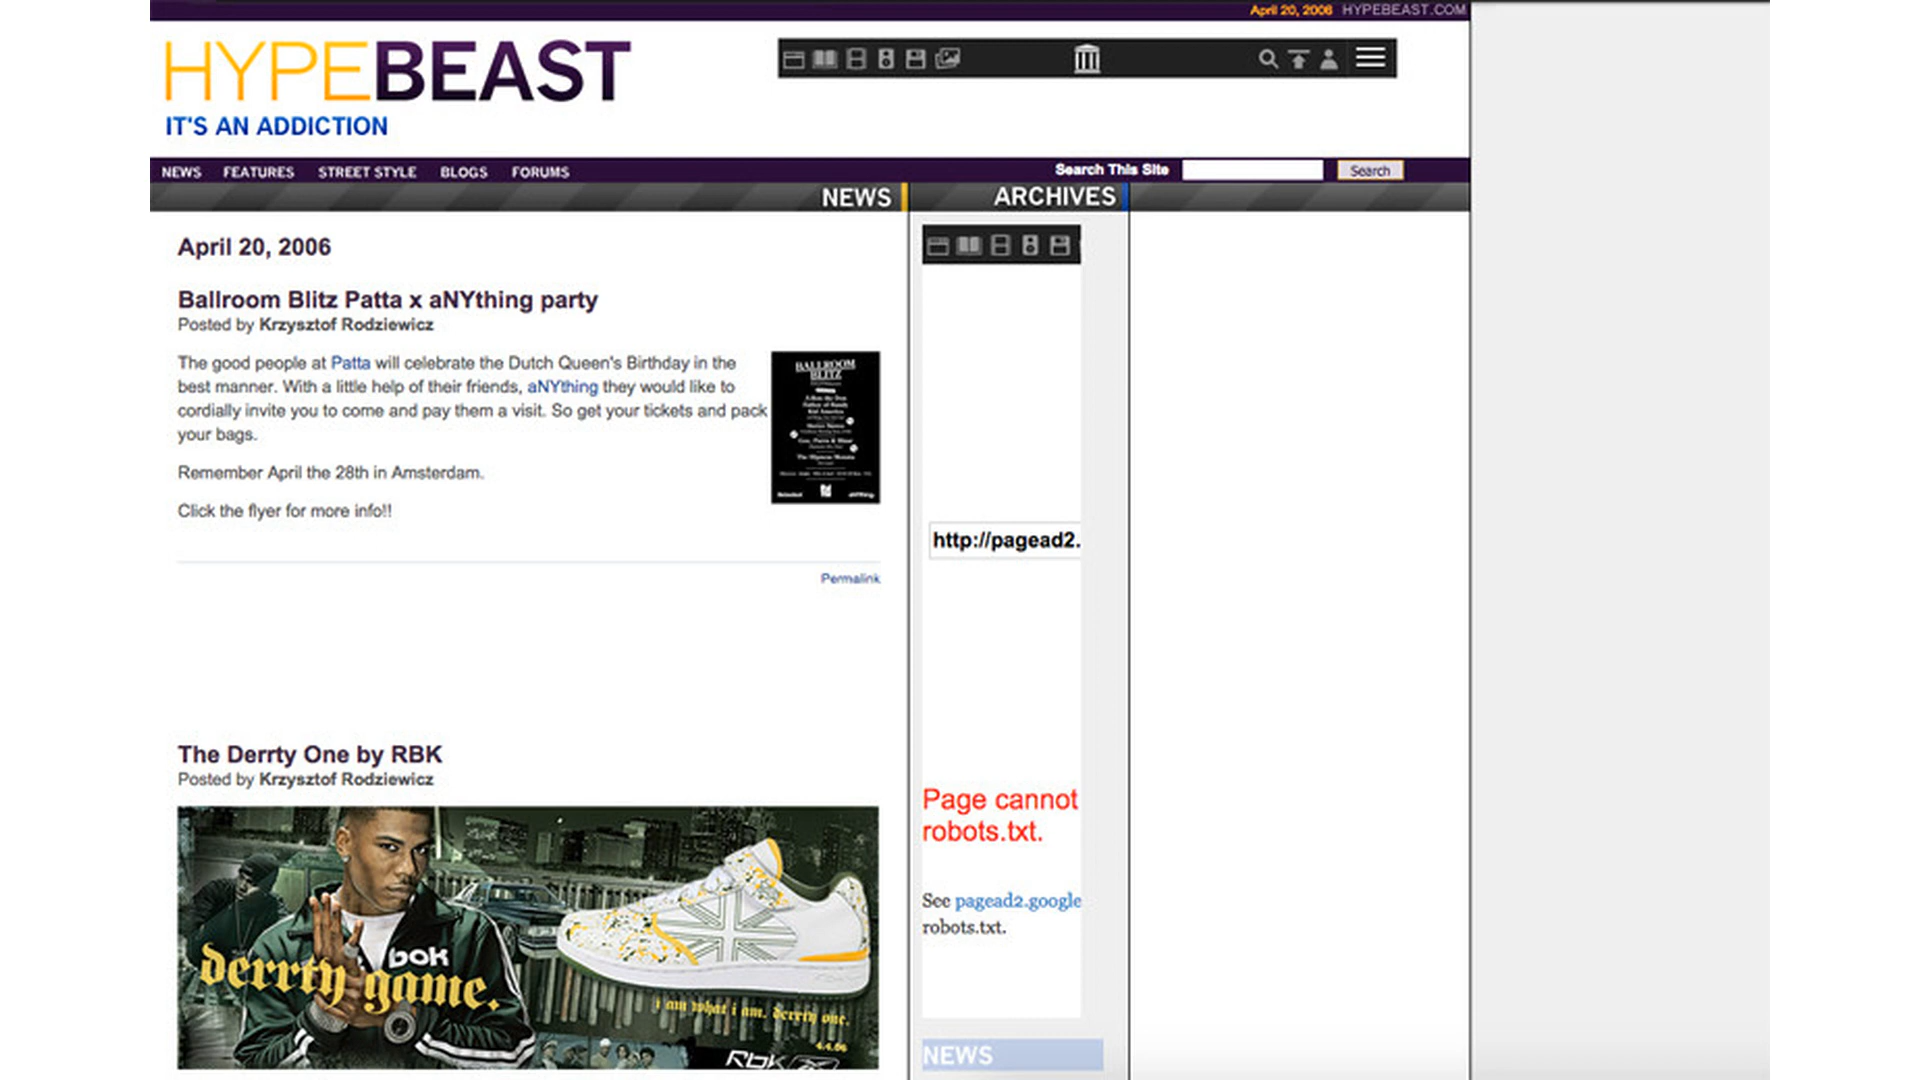 April 20, 2006 HYPEBEAST.COM
HYPEBEAST
IT'S AN ADDICTION
NEWS FEATURES STREET STYLE BLOGS FORUMS Search This Site Search
NEWS ARCHIVES
April 20, 2006
Ballroom Blitz Patta x aNYthing party
Posted by Krzysztof Rodziewicz
The good people at Patta will celebrate the Dutch Queen's Birthday in the
best manner. With a little help of their friends, aNYthing they would like to
cordially invite you to come and pay them a visit. So get your tickets and pack
your bags.
Remember April the 28th in Amsterdam.
Click the flyer for more info!!
BALLROOM
BLITZ
Permalink
The Derrty One by RBK
Posted by Krzysztof Rodziewicz
bok
derrty game.
i am what i am. derrty one.
4.4.06
Rbk
http://pagead2.
Page cannot
robots.txt.
See pagead2.google
robots.txt.
NEWS